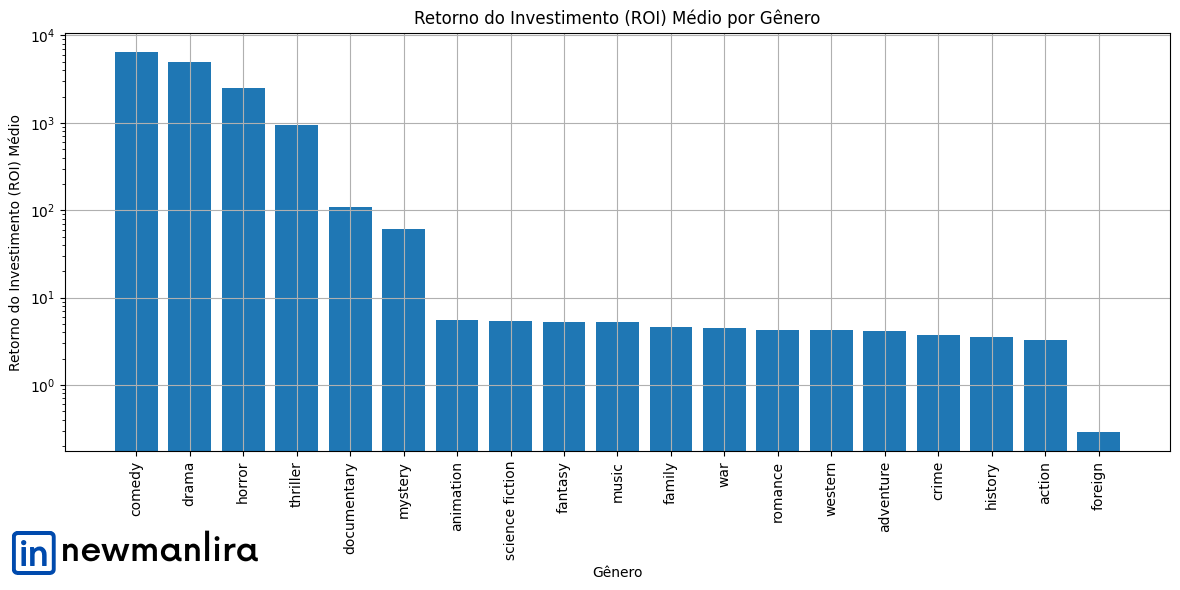 Retorno do Investimento (ROI) Médio por Gênero
Retorno do Investimento (ROI) Médio
10⁴
10³
10²
10¹
10⁰
comedy
drama
horror
thriller
documentary
mystery
animation
science fiction
fantasy
music
family
war
romance
western
adventure
crime
history
action
foreign
Gênero
in newmanlira